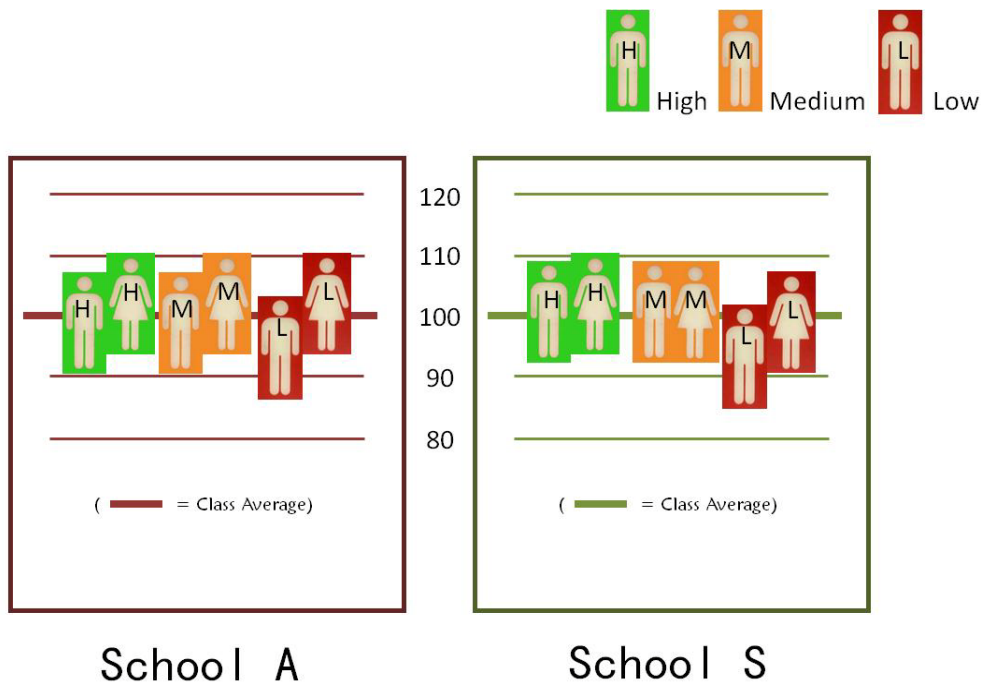 H High M Medium L Low
120
110
100
90
80
H H M M L L
H H M M L L
( = Class Average)
( = Class Average)
School A
School S